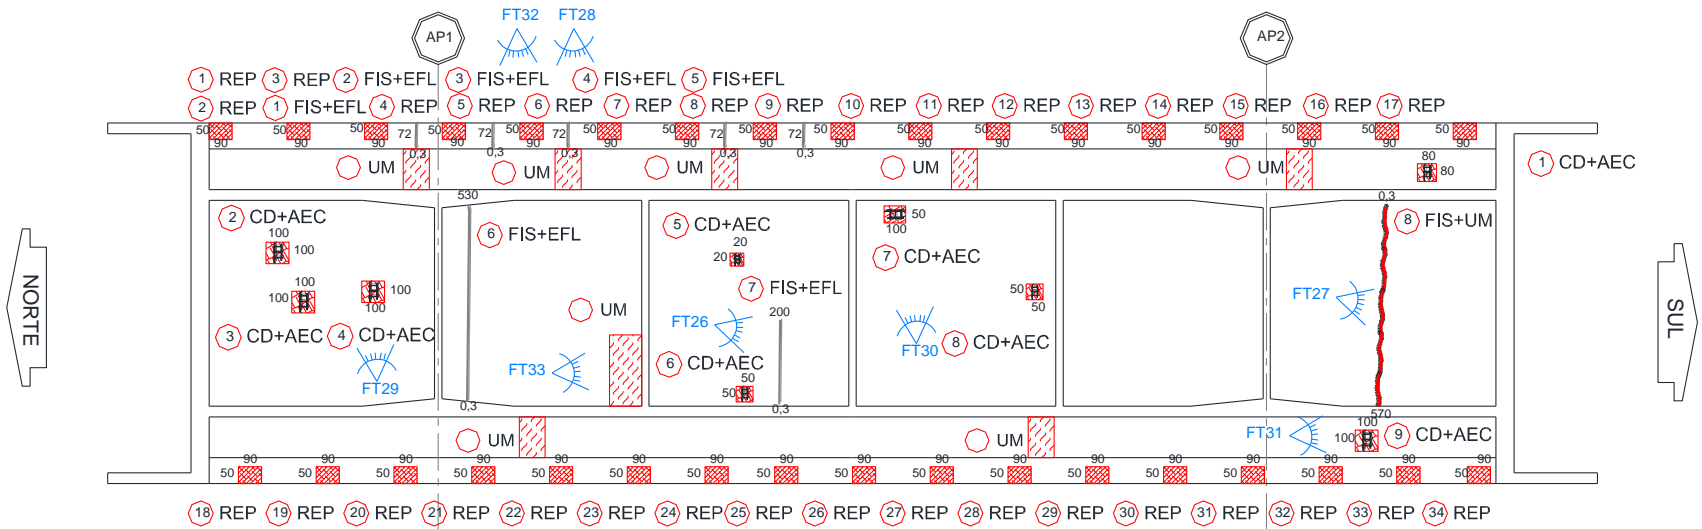 FT32 FT28
AP1 AP2
1 REP 3 REP 2 FIS+EFL 3 FIS+EFL 4 FIS+EFL 5 FIS+EFL
2 REP 1 FIS+EFL 4 REP 5 REP 6 REP 7 REP 8 REP 9 REP 10 REP 11 REP 12 REP 13 REP 14 REP 15 REP 16 REP 17 REP
50 50 50 72 50 72 50 72 50 50 72 50 72 50 50 50 50 50 50 50 50
90 90 90 90 90 90 90 90 90 90 90 90 90 90 90 90 90
0,3 0,3 0,3 0,3 0,3
UM UM UM UM UM
80
80
1 CD+AEC
530
0,3
2 CD+AEC
100
100
100
100
100
100
3 CD+AEC
4 CD+AEC
FT29
6 FIS+EFL
UM
FT33
0,3
5 CD+AEC
20
20
7 FIS+EFL
200
FT26
6 CD+AEC
50
50
0,3
50
100
7 CD+AEC
50
50
FT30
8 CD+AEC
8 FIS+UM
FT27
570
NORTE
SUL
UM UM
FT31
100
100
9 CD+AEC
90 90 90 90 90 90 90 90 90 90 90 90 90 90 90 90 90
50 50 50 50 50 50 50 50 50 50 50 50 50 50 50 50 50
18 REP 19 REP 20 REP 21 REP 22 REP 23 REP 24 REP 25 REP 26 REP 27 REP 28 REP 29 REP 30 REP 31 REP 32 REP 33 REP 34 REP